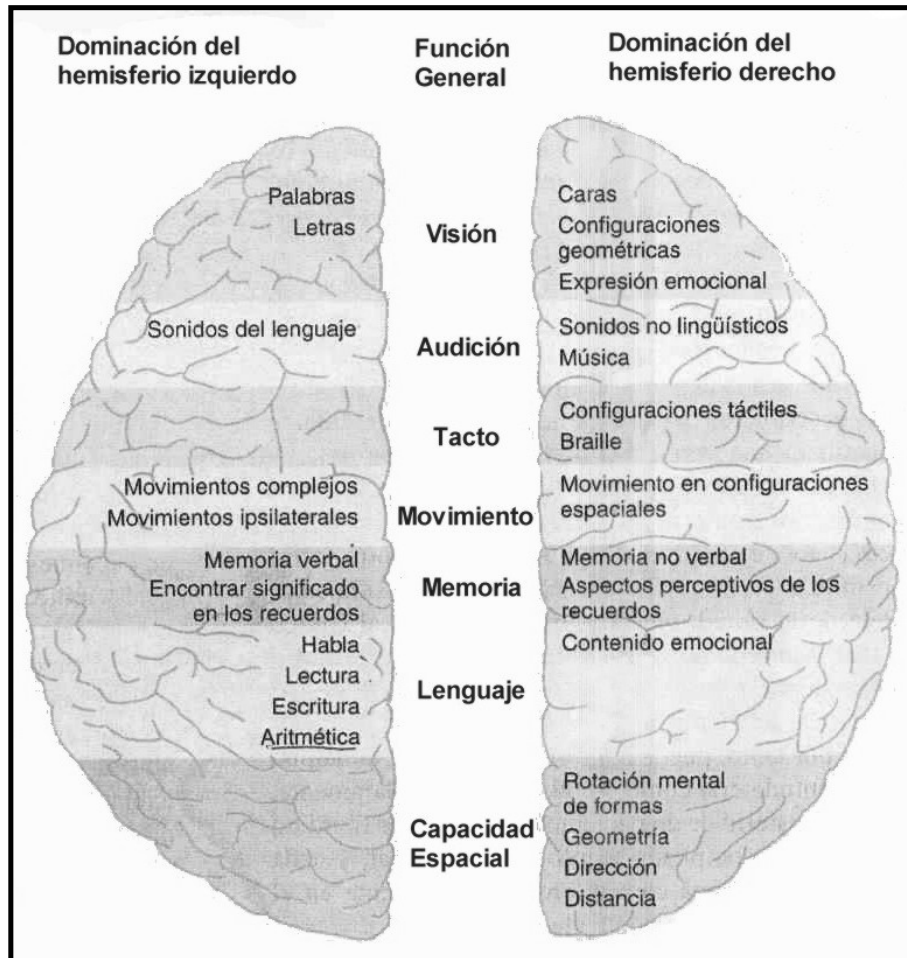 Dominación del
hemisferio izquierdo
Función
General
Dominación del
hemisferio derecho
Palabras
Letras
Visión
Caras
Configuraciones
geométricas
Expresión emocional
Sonidos del lenguaje
Audición
Sonidos no lingüísticos
Música
Tacto
Configuraciones táctiles
Braille
Movimientos complejos
Movimientos ipsilaterales
Movimiento
Movimiento en configuraciones
espaciales
Memoria verbal
Encontrar significado
en los recuerdos
Memoria
Memoria no verbal
Aspectos perceptivos de los
recuerdos
Habla
Lectura
Escritura
Aritmética
Lenguaje
Contenido emocional
Capacidad
Espacial
Rotación mental
de formas
Geometría
Dirección
Distancia